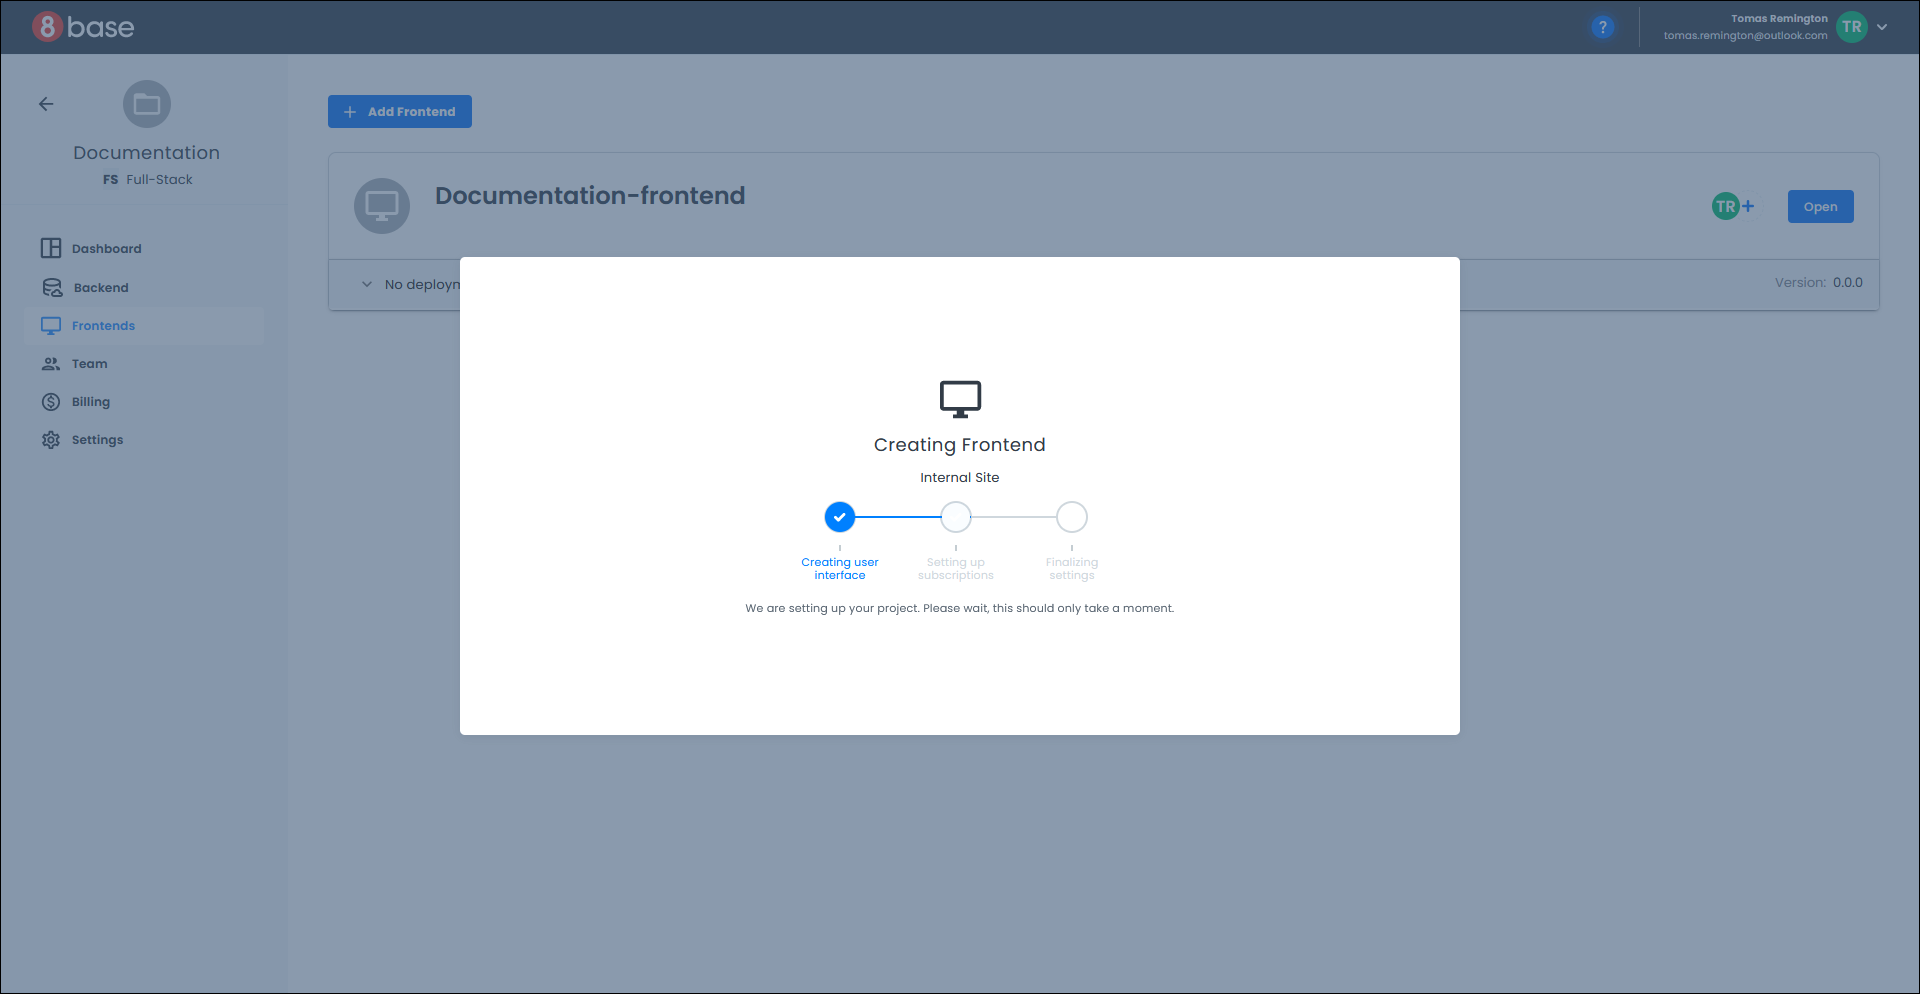 8base
?
Tomas Remington
tomas.remington@outlook.com
TR
Documentation
FS Full-Stack
Dashboard
Backend
Frontends
Team
Billing
Settings
+ Add Frontend
Documentation-frontend
TR +
Open
No deployn
Version: 0.0.0
Creating Frontend
Internal Site
Creating user
interface
Setting up
subscriptions
Finalizing
settings
We are setting up your project. Please wait, this should only take a moment.